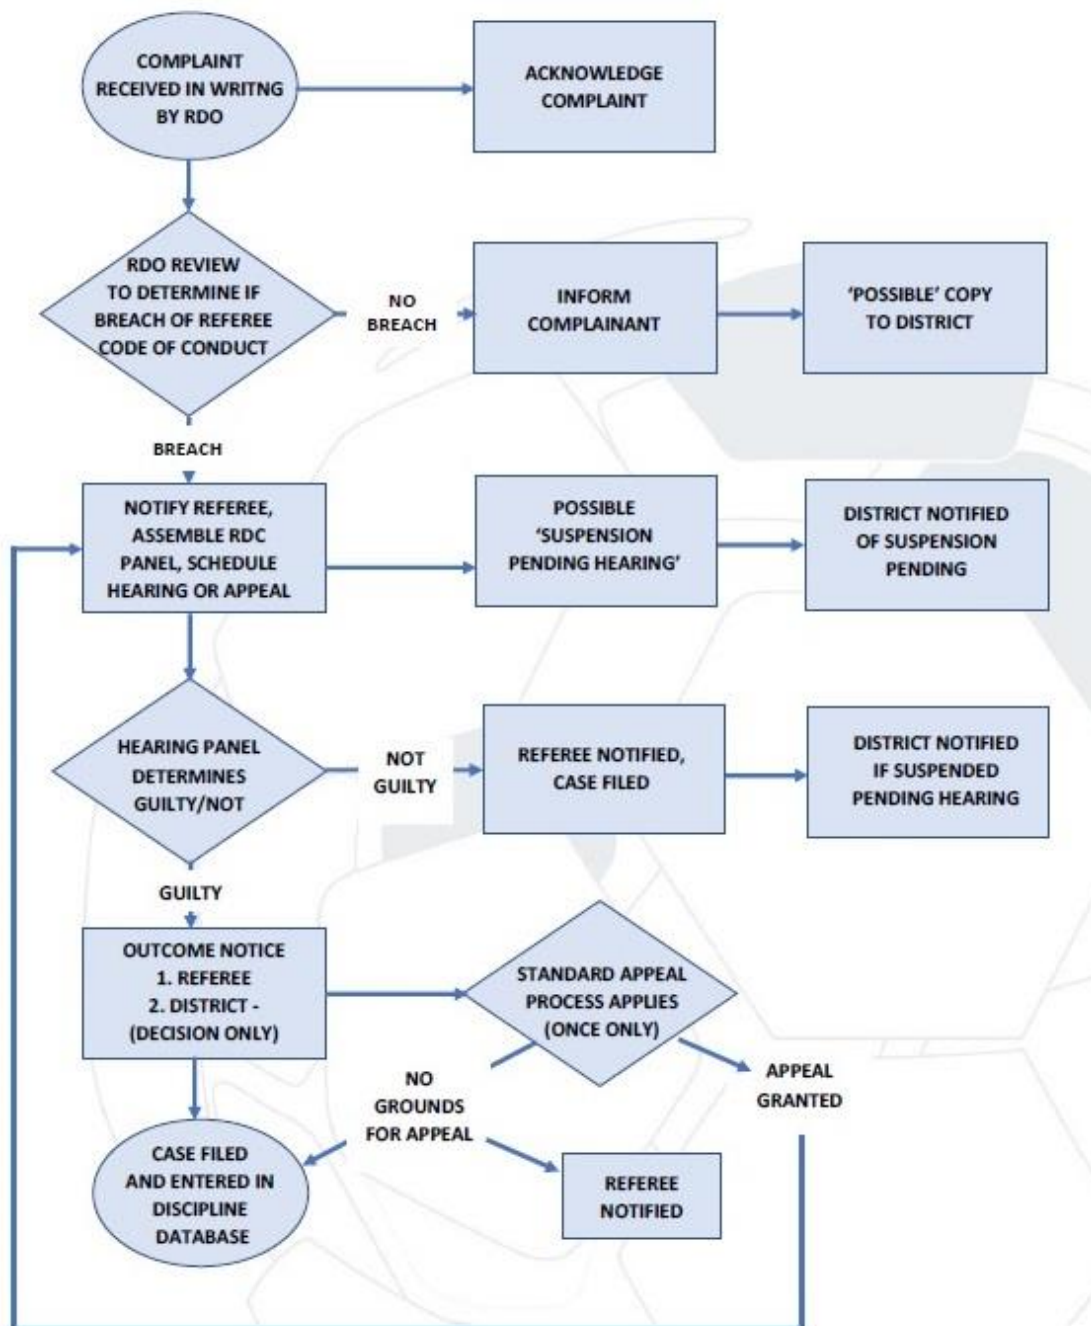 COMPLAINT
RECEIVED IN WRITNG
BY RDO
ACKNOWLEDGE
COMPLAINT
RDO REVIEW
TO DETERMINE IF
BREACH OF REFEREE
CODE OF CONDUCT
NO
BREACH
INFORM
COMPLAINANT
‘POSSIBLE’ COPY
TO DISTRICT
BREACH
NOTIFY REFEREE,
ASSEMBLE RDC
PANEL, SCHEDULE
HEARING OR APPEAL
POSSIBLE
‘SUSPENSION
PENDING HEARING’
DISTRICT NOTIFIED
OF SUSPENSION
PENDING
HEARING PANEL
DETERMINES
GUILTY/NOT
NOT
GUILTY
REFEREE NOTIFIED,
CASE FILED
DISTRICT NOTIFIED
IF SUSPENDED
PENDING HEARING
GUILTY
OUTCOME NOTICE
1. REFEREE
2. DISTRICT -
(DECISION ONLY)
STANDARD APPEAL
PROCESS APPLIES
(ONCE ONLY)
NO
GROUNDS
FOR APPEAL
APPEAL
GRANTED
CASE FILED
AND ENTERED IN
DISCIPLINE
DATABASE
REFEREE
NOTIFIED